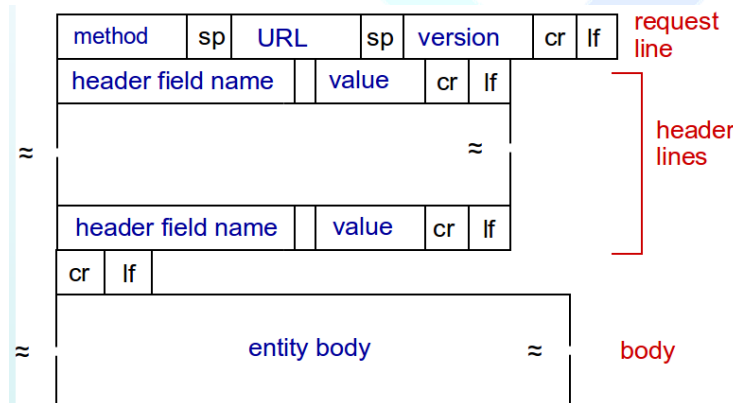 method sp URL sp version cr lf request line
header field name value cr lf
≈ ≈ header lines
header field name value cr lf
cr lf
≈ entity body ≈ body